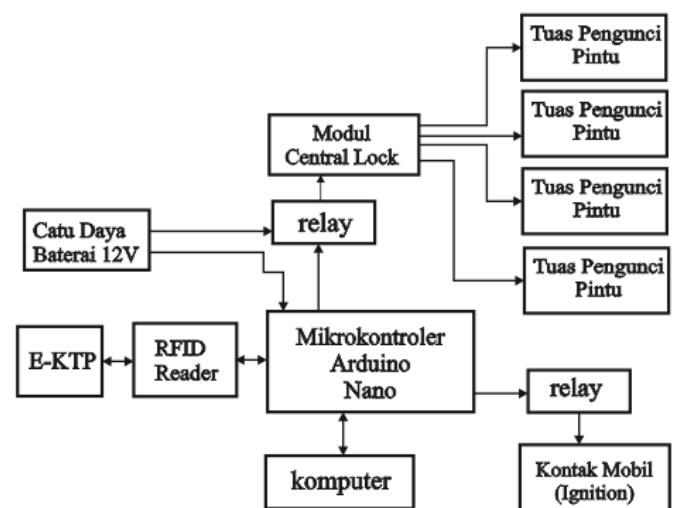 Tuas Pengunci
Pintu
Tuas Pengunci
Pintu
Modul
Central Lock
Tuas Pengunci
Pintu
relay
Catu Daya
Baterai 12V
Tuas Pengunci
Pintu
E-KTP
RFID
Reader
Mikrokontroler
Arduino
Nano
relay
komputer
Kontak Mobil
(Ignition)